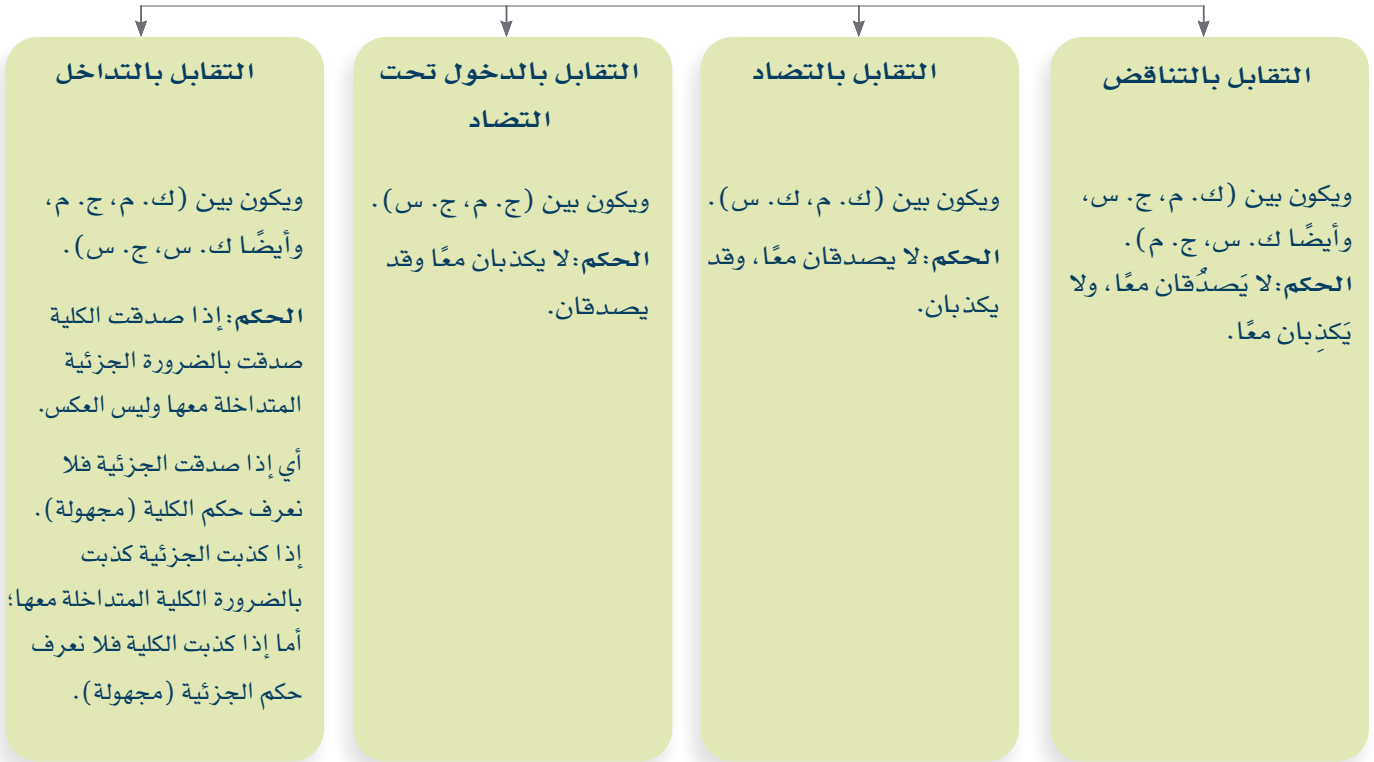 التقابل بالتناقض
ويكون بين (ك. م، ج. س،
وأيضًا ك. س، ج. م).
الحكم:لا يَصدُقان معًا، ولا
يَكذِبان معًا.
التقابل بالتضاد
ويكون بين (ك. م، ك. س).
الحكم:لا يصدقان معًا، وقد
يكذبان.
التقابل بالدخول تحت
التضاد
ويكون بين (ج. م، ج. س).
الحكم:لا يكذبان معًا وقد
يصدقان.
التقابل بالتداخل
ويكون بين (ك. م، ج. م،
وأيضًا ك. س، ج. س).
الحكم:إذا صدقت الكلية
صدقت بالضرورة الجزئية
المتداخلة معها وليس العكس.
أي إذا صدقت الجزئية فلا
نعرف حكم الكلية (مجهولة).
إذا كذبت الجزئية كذبت
بالضرورة الكلية المتداخلة معها؛
أما إذا كذبت الكلية فلا نعرف
حكم الجزئية (مجهولة).